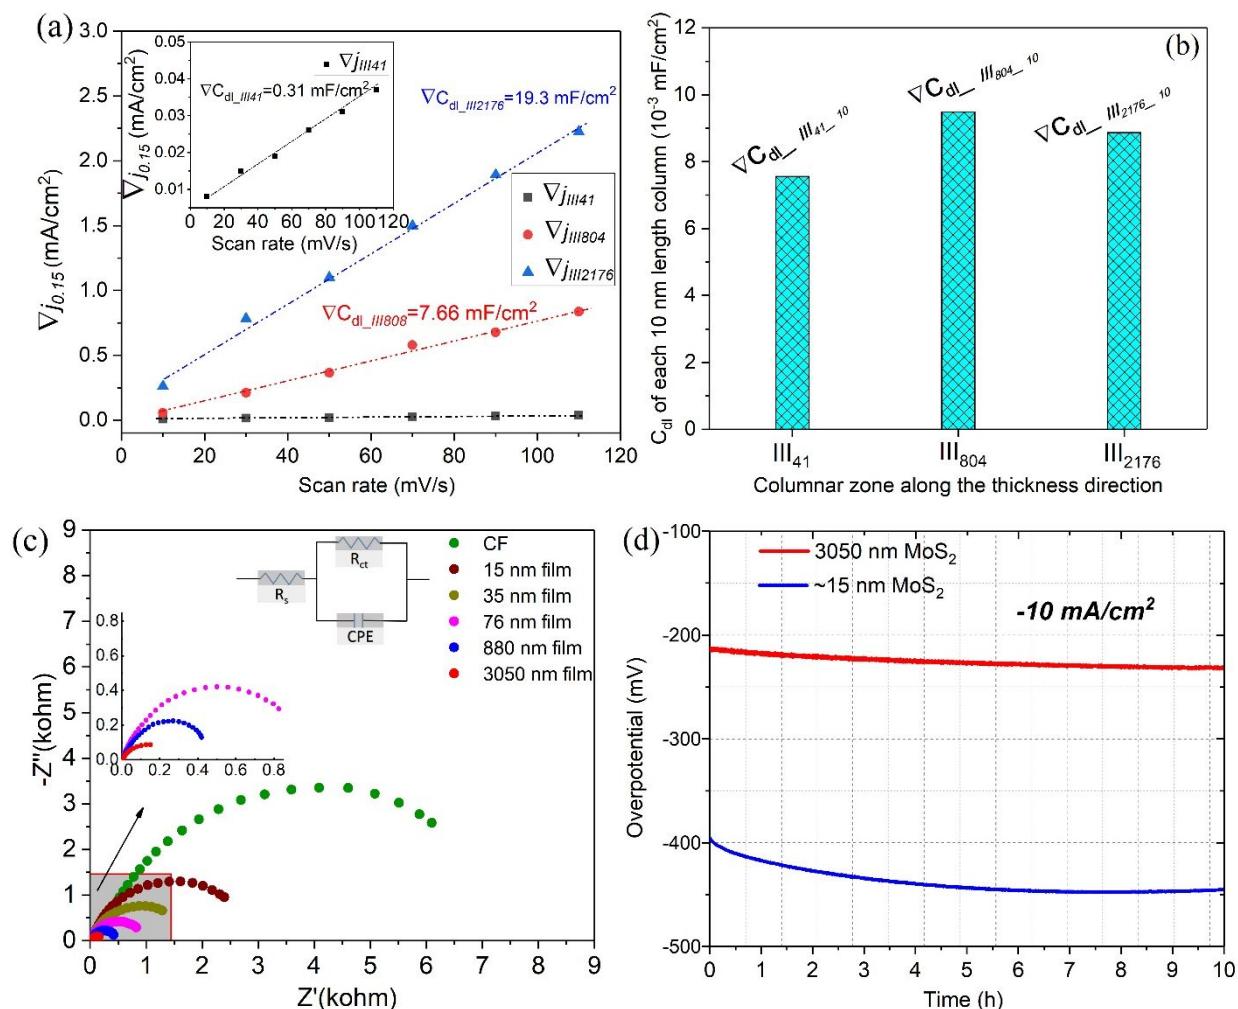 (a)
3.0
2.5
2.0
1.5
1.0
0.5
0.0
∇j0.15 (mA/cm²)
0 20 40 60 80 100 120
Scan rate (mV/s)
0.05
0.04
0.03
0.02
0.01
∇j0.15 (mA/cm²)
0 20 40 60 80 100 120
Scan rate (mV/s)
∇jIII41
∇Cdl_III41=0.31 mF/cm²
∇Cdl_III2176=19.3 mF/cm²
∇jIII41
∇jIII804
∇jIII2176
∇Cdl_III808=7.66 mF/cm²
(b)
12
10
8
6
4
2
0
Cdl of each 10 nm length column (10⁻³ mF/cm²)
∇Cdl_ III41_ 10
∇Cdl_ III804_ 10
∇Cdl_ III2176_ 10
III41 III804 III2176
Columnar zone along the thickness direction
(c)
9
8
7
6
5
4
3
2
1
0
-Z''(kohm)
0 1 2 3 4 5 6 7 8 9
Z'(kohm)
Rs
Rct
CPE
CF
15 nm film
35 nm film
76 nm film
880 nm film
3050 nm film
0.8
0.6
0.4
0.2
0.0
0.0 0.2 0.4 0.6 0.8
(d)
-100
-200
-300
-400
-500
Overpotential (mV)
3050 nm MoS₂
~15 nm MoS₂
-10 mA/cm²
0 1 2 3 4 5 6 7 8 9 10
Time (h)